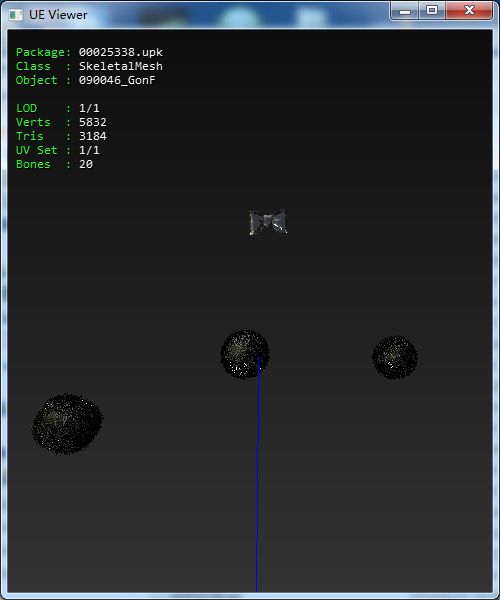 UE Viewer
Package: 00025338.upk
Class : SkeletalMesh
Object : 090046_GonF
LOD : 1/1
Verts : 5832
Tris : 3184
UV Set : 1/1
Bones : 20